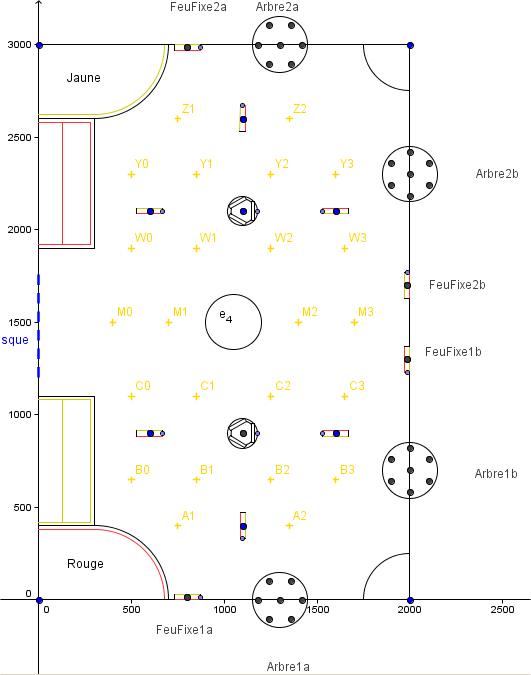 FeuFixe2a Arbre2a
3000
Jaune
Z1 Z2
2500
Y0 Y1 Y2 Y3
Arbre2b
2000
W0 W1 W2 W3
FeuFixe2b
M0 M1 e4 M2 M3
1500
sque
FeuFixe1b
C0 C1 C2 C3
1000
B0 B1 B2 B3
Arbre1b
500
A1 A2
Rouge
0
0 500 1000 1500 2000 2500
FeuFixe1a
Arbre1a